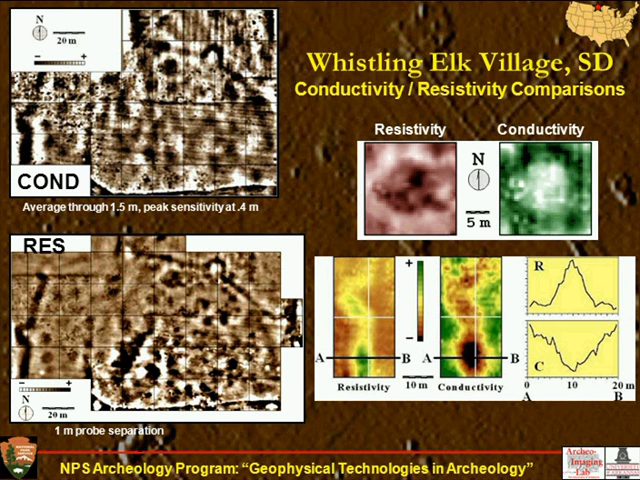 Whistling Elk Village, SD
Conductivity / Resistivity Comparisons
N
20 m
– +
COND
Average through 1.5 m, peak sensitivity at .4 m
RES
– +
N
20 m
1 m probe separation
Resistivity Conductivity
N
5 m
+
–
A B A B
Resistivity 10 m Conductivity
R
C
0 10 20 m
A B
NPS Archeology Program: “Geophysical Technologies in Archeology”
Archeo-
Imaging
Lab